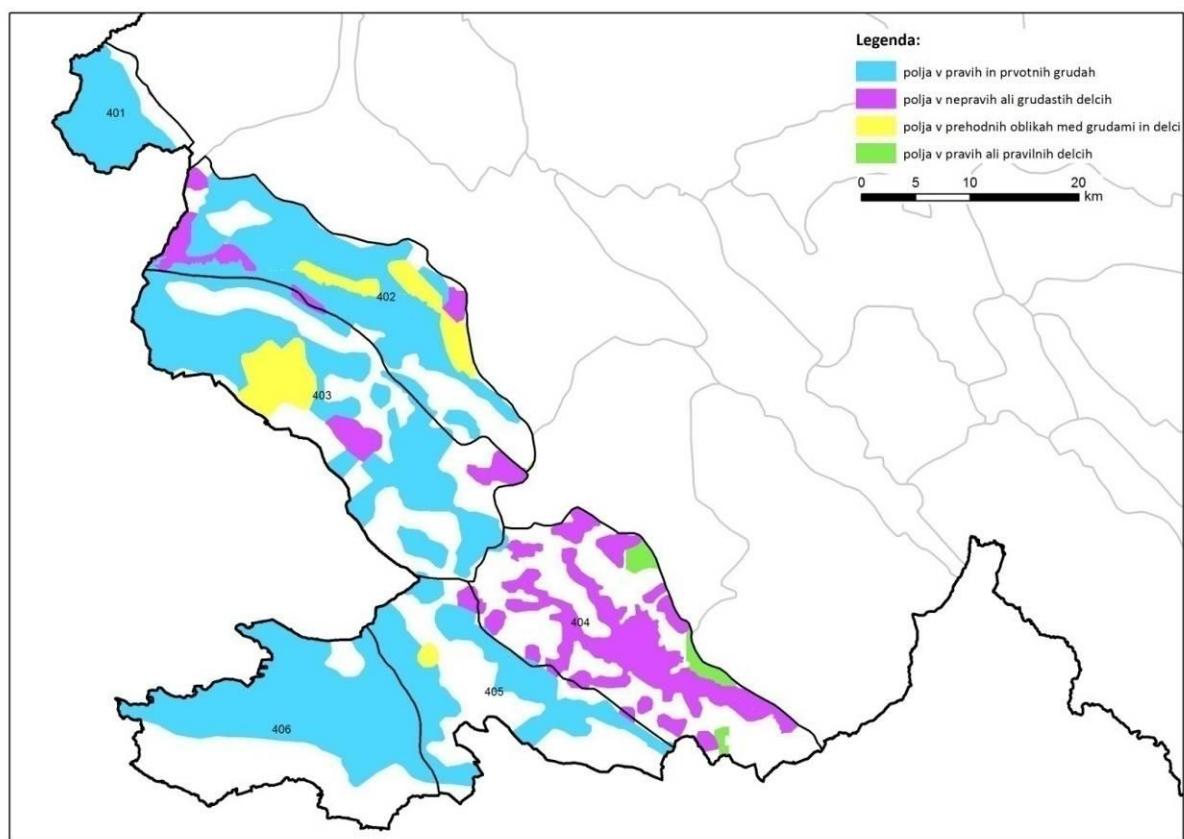 Legenda:
polja v pravih in prvotnih grudah
polja v nepravih ali grudastih delcih
polja v prehodnih oblikah med grudami in delci
polja v pravih ali pravilnih delcih
0 5 10 20
km
401
402
403
404
405
406